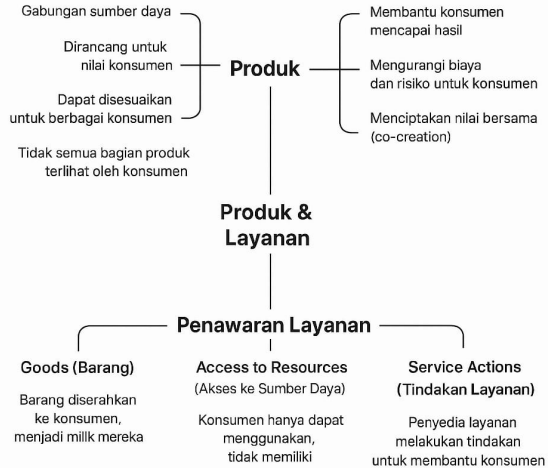 Gabungan sumber daya
Dirancang untuk
nilai konsumen
Dapat disesuaikan
untuk berbagai konsumen
Tidak semua bagian produk
terlihat oleh konsumen
Produk
Membantu konsumen
mencapai hasil
Mengurangi biaya
dan risiko untuk konsumen
Menciptakan nilai bersama
(co-creation)
Produk &
Layanan
Penawaran Layanan
Goods (Barang)
Barang diserahkan
ke konsumen,
menjadi millk mereka
Access to Resources
(Akses ke Sumber Daya)
Konsumen hanya dapat
menggunakan,
tidak memiliki
Service Actions
(Tindakan Layanan)
Penyedia layanan
melakukan tindakan
untuk membantu konsumen